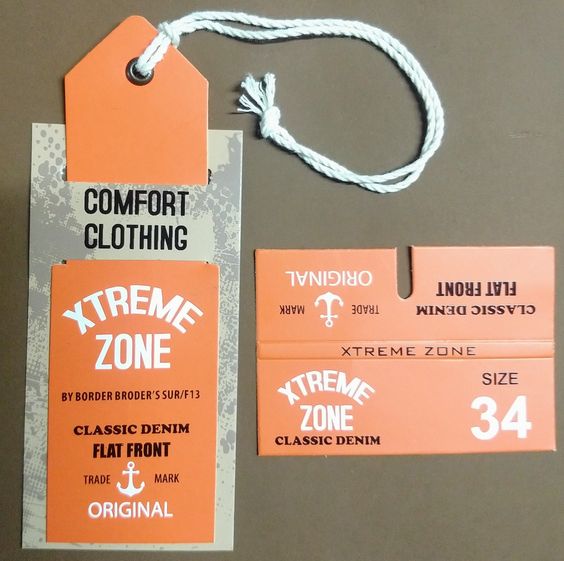 COMFORT
CLOTHING
XTREME
ZONE
BY BORDER BRODER'S SUR/F13
CLASSIC DENIM
FLAT FRONT
TRADE MARK
ORIGINAL
CLASSIC DENIM
FLAT FRONT
TRADE MARK
ORIGINAL
XTREME ZONE
XTREME
ZONE
CLASSIC DENIM
SIZE
34